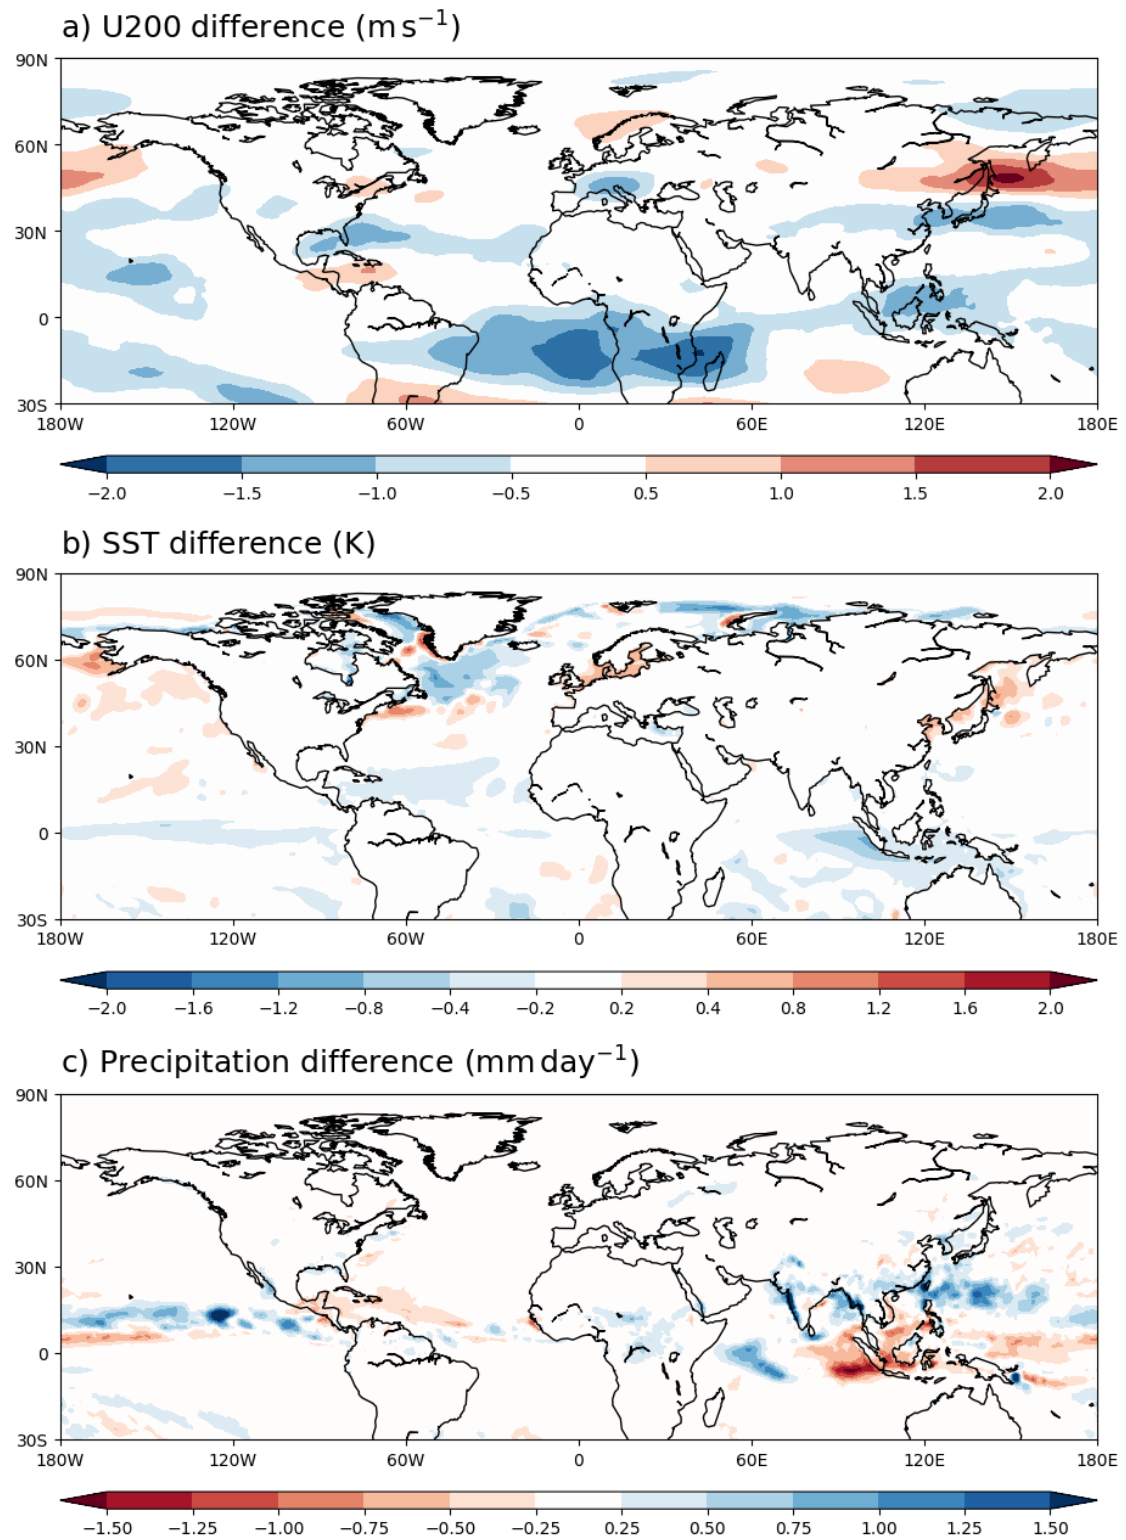 a) U200 difference (m s⁻¹)
90N
60N
30N
0
30S
180W 120W 60W 0 60E 120E 180E
−2.0 −1.5 −1.0 −0.5 0.5 1.0 1.5 2.0
b) SST difference (K)
90N
60N
30N
0
30S
180W 120W 60W 0 60E 120E 180E
−2.0 −1.6 −1.2 −0.8 −0.4 −0.2 0.2 0.4 0.8 1.2 1.6 2.0
c) Precipitation difference (mm day⁻¹)
90N
60N
30N
0
30S
180W 120W 60W 0 60E 120E 180E
−1.50 −1.25 −1.00 −0.75 −0.50 −0.25 0.25 0.50 0.75 1.00 1.25 1.50